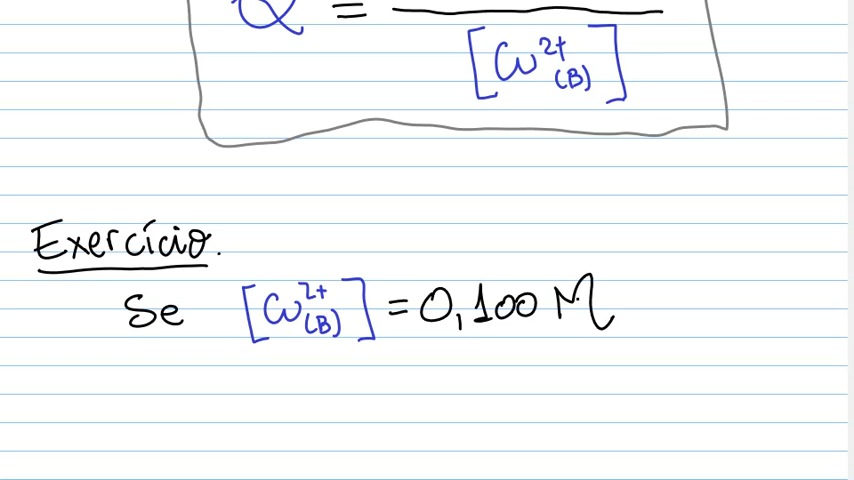 Q =
[Cu²⁺(B)]
Exercício.
Se [Cu²⁺(B)] = 0,100 M